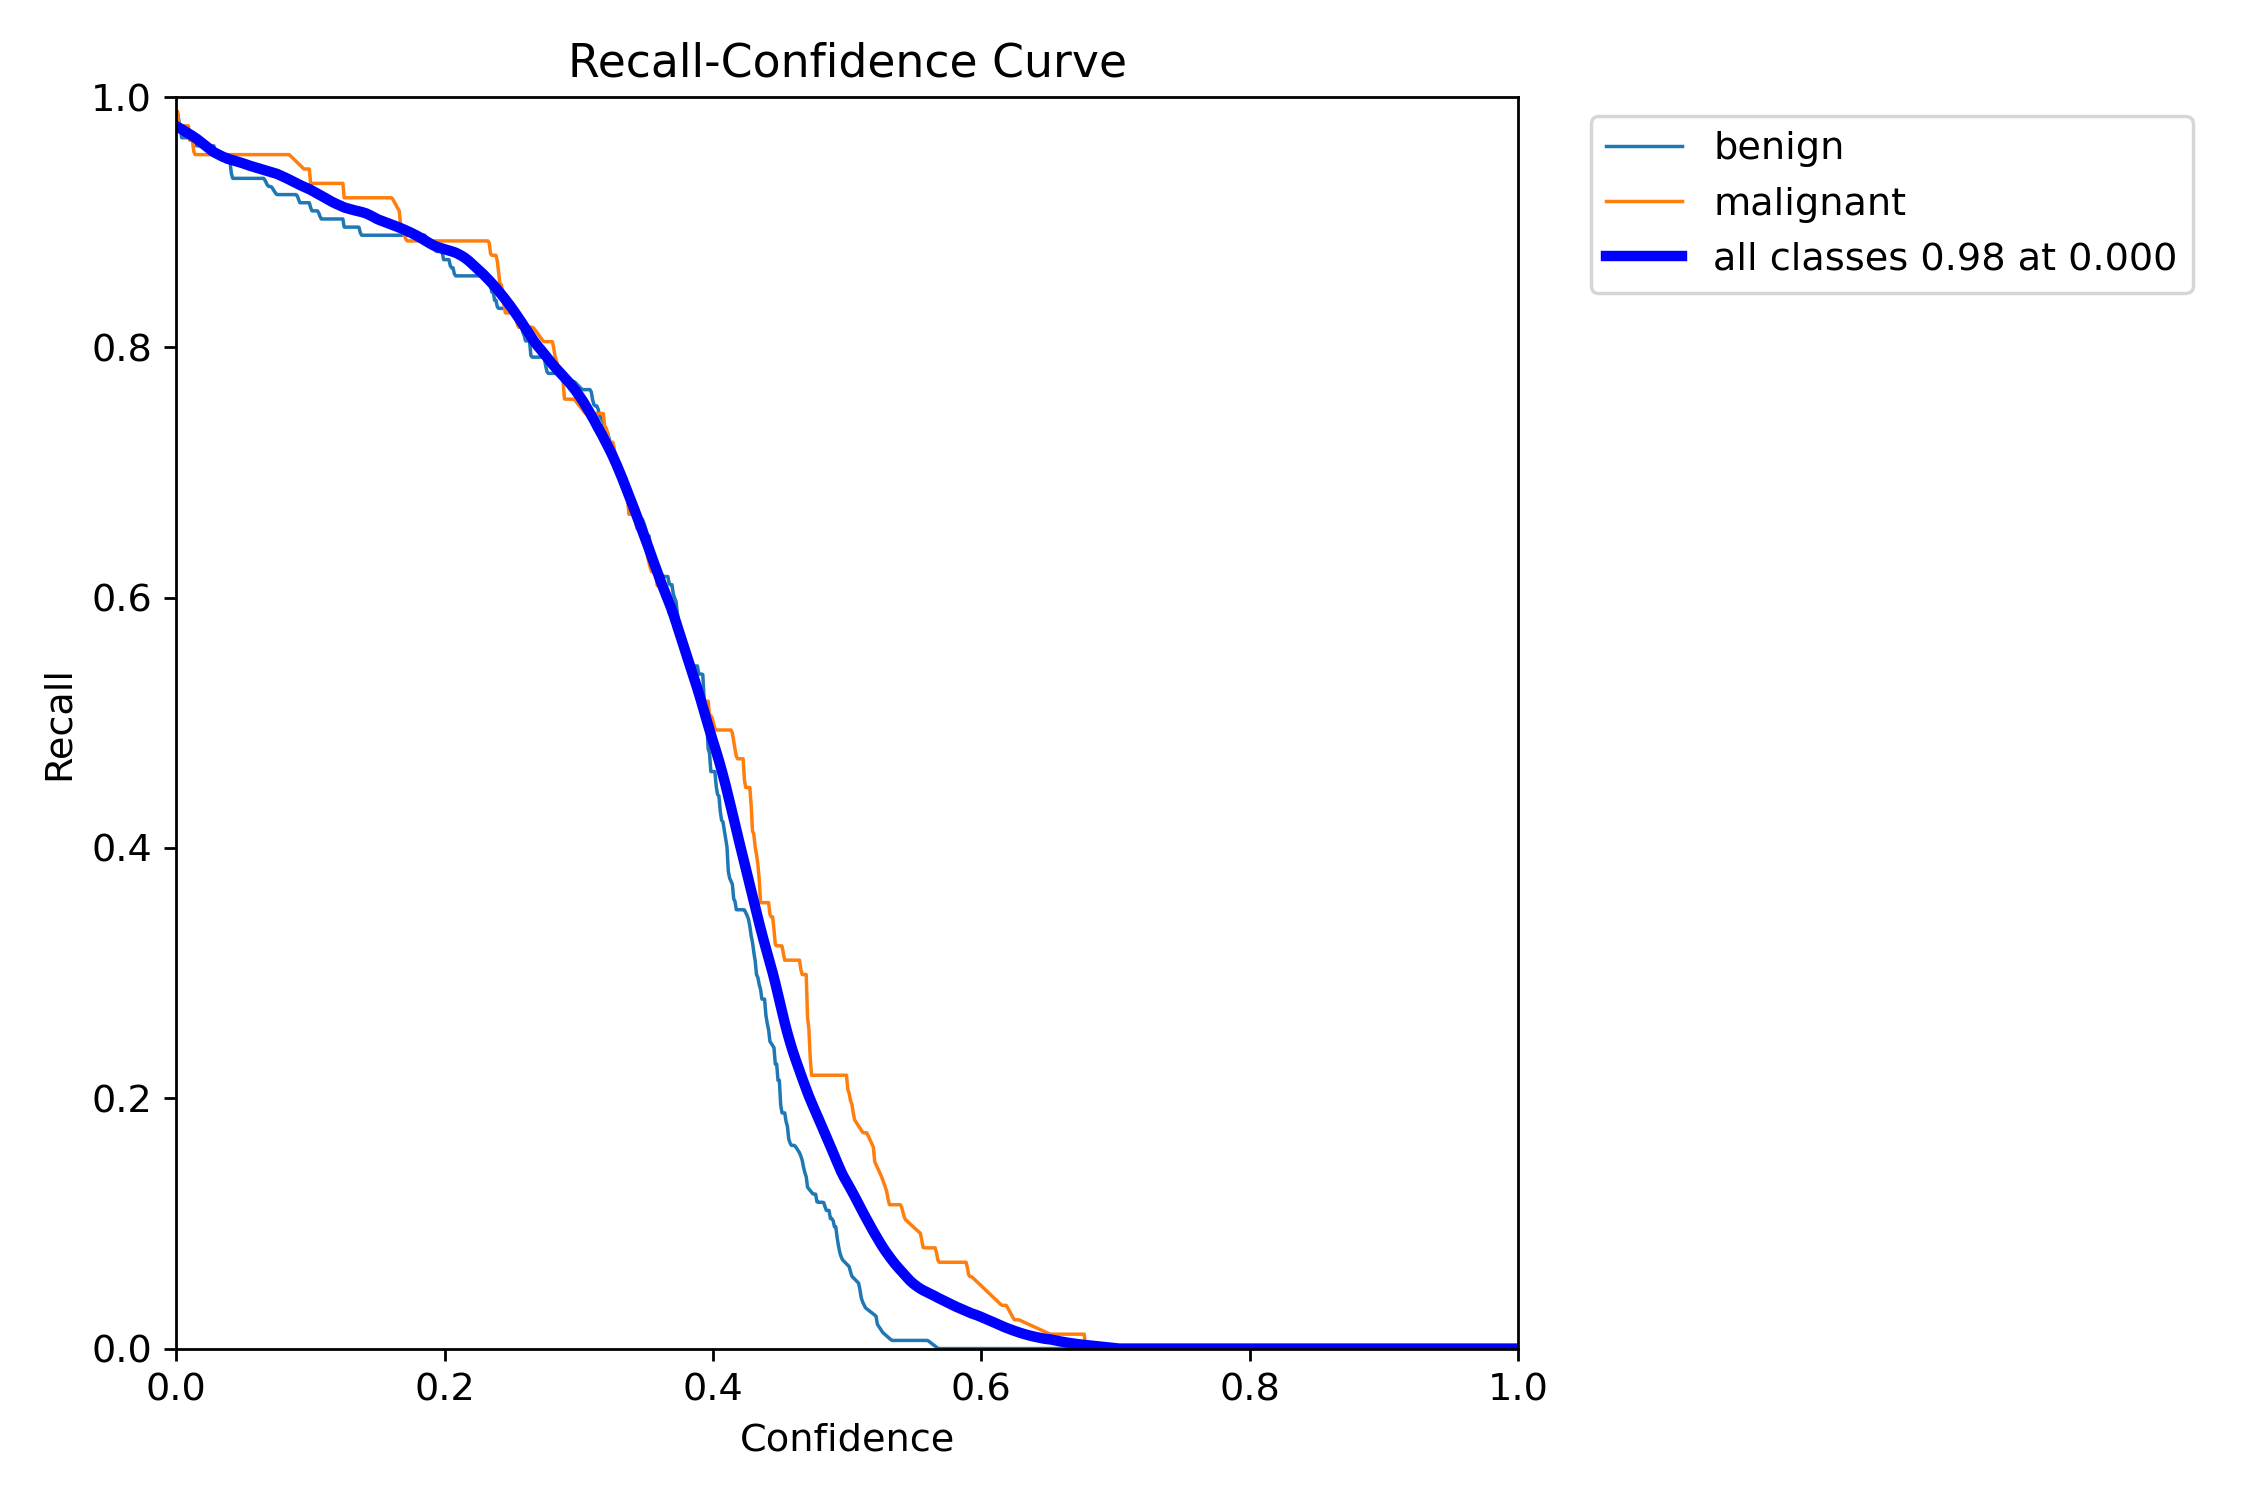 Recall-Confidence Curve
1.0
0.8
0.6
0.4
0.2
0.0
Recall
0.0 0.2 0.4 0.6 0.8 1.0
Confidence
benign
malignant
all classes 0.98 at 0.000